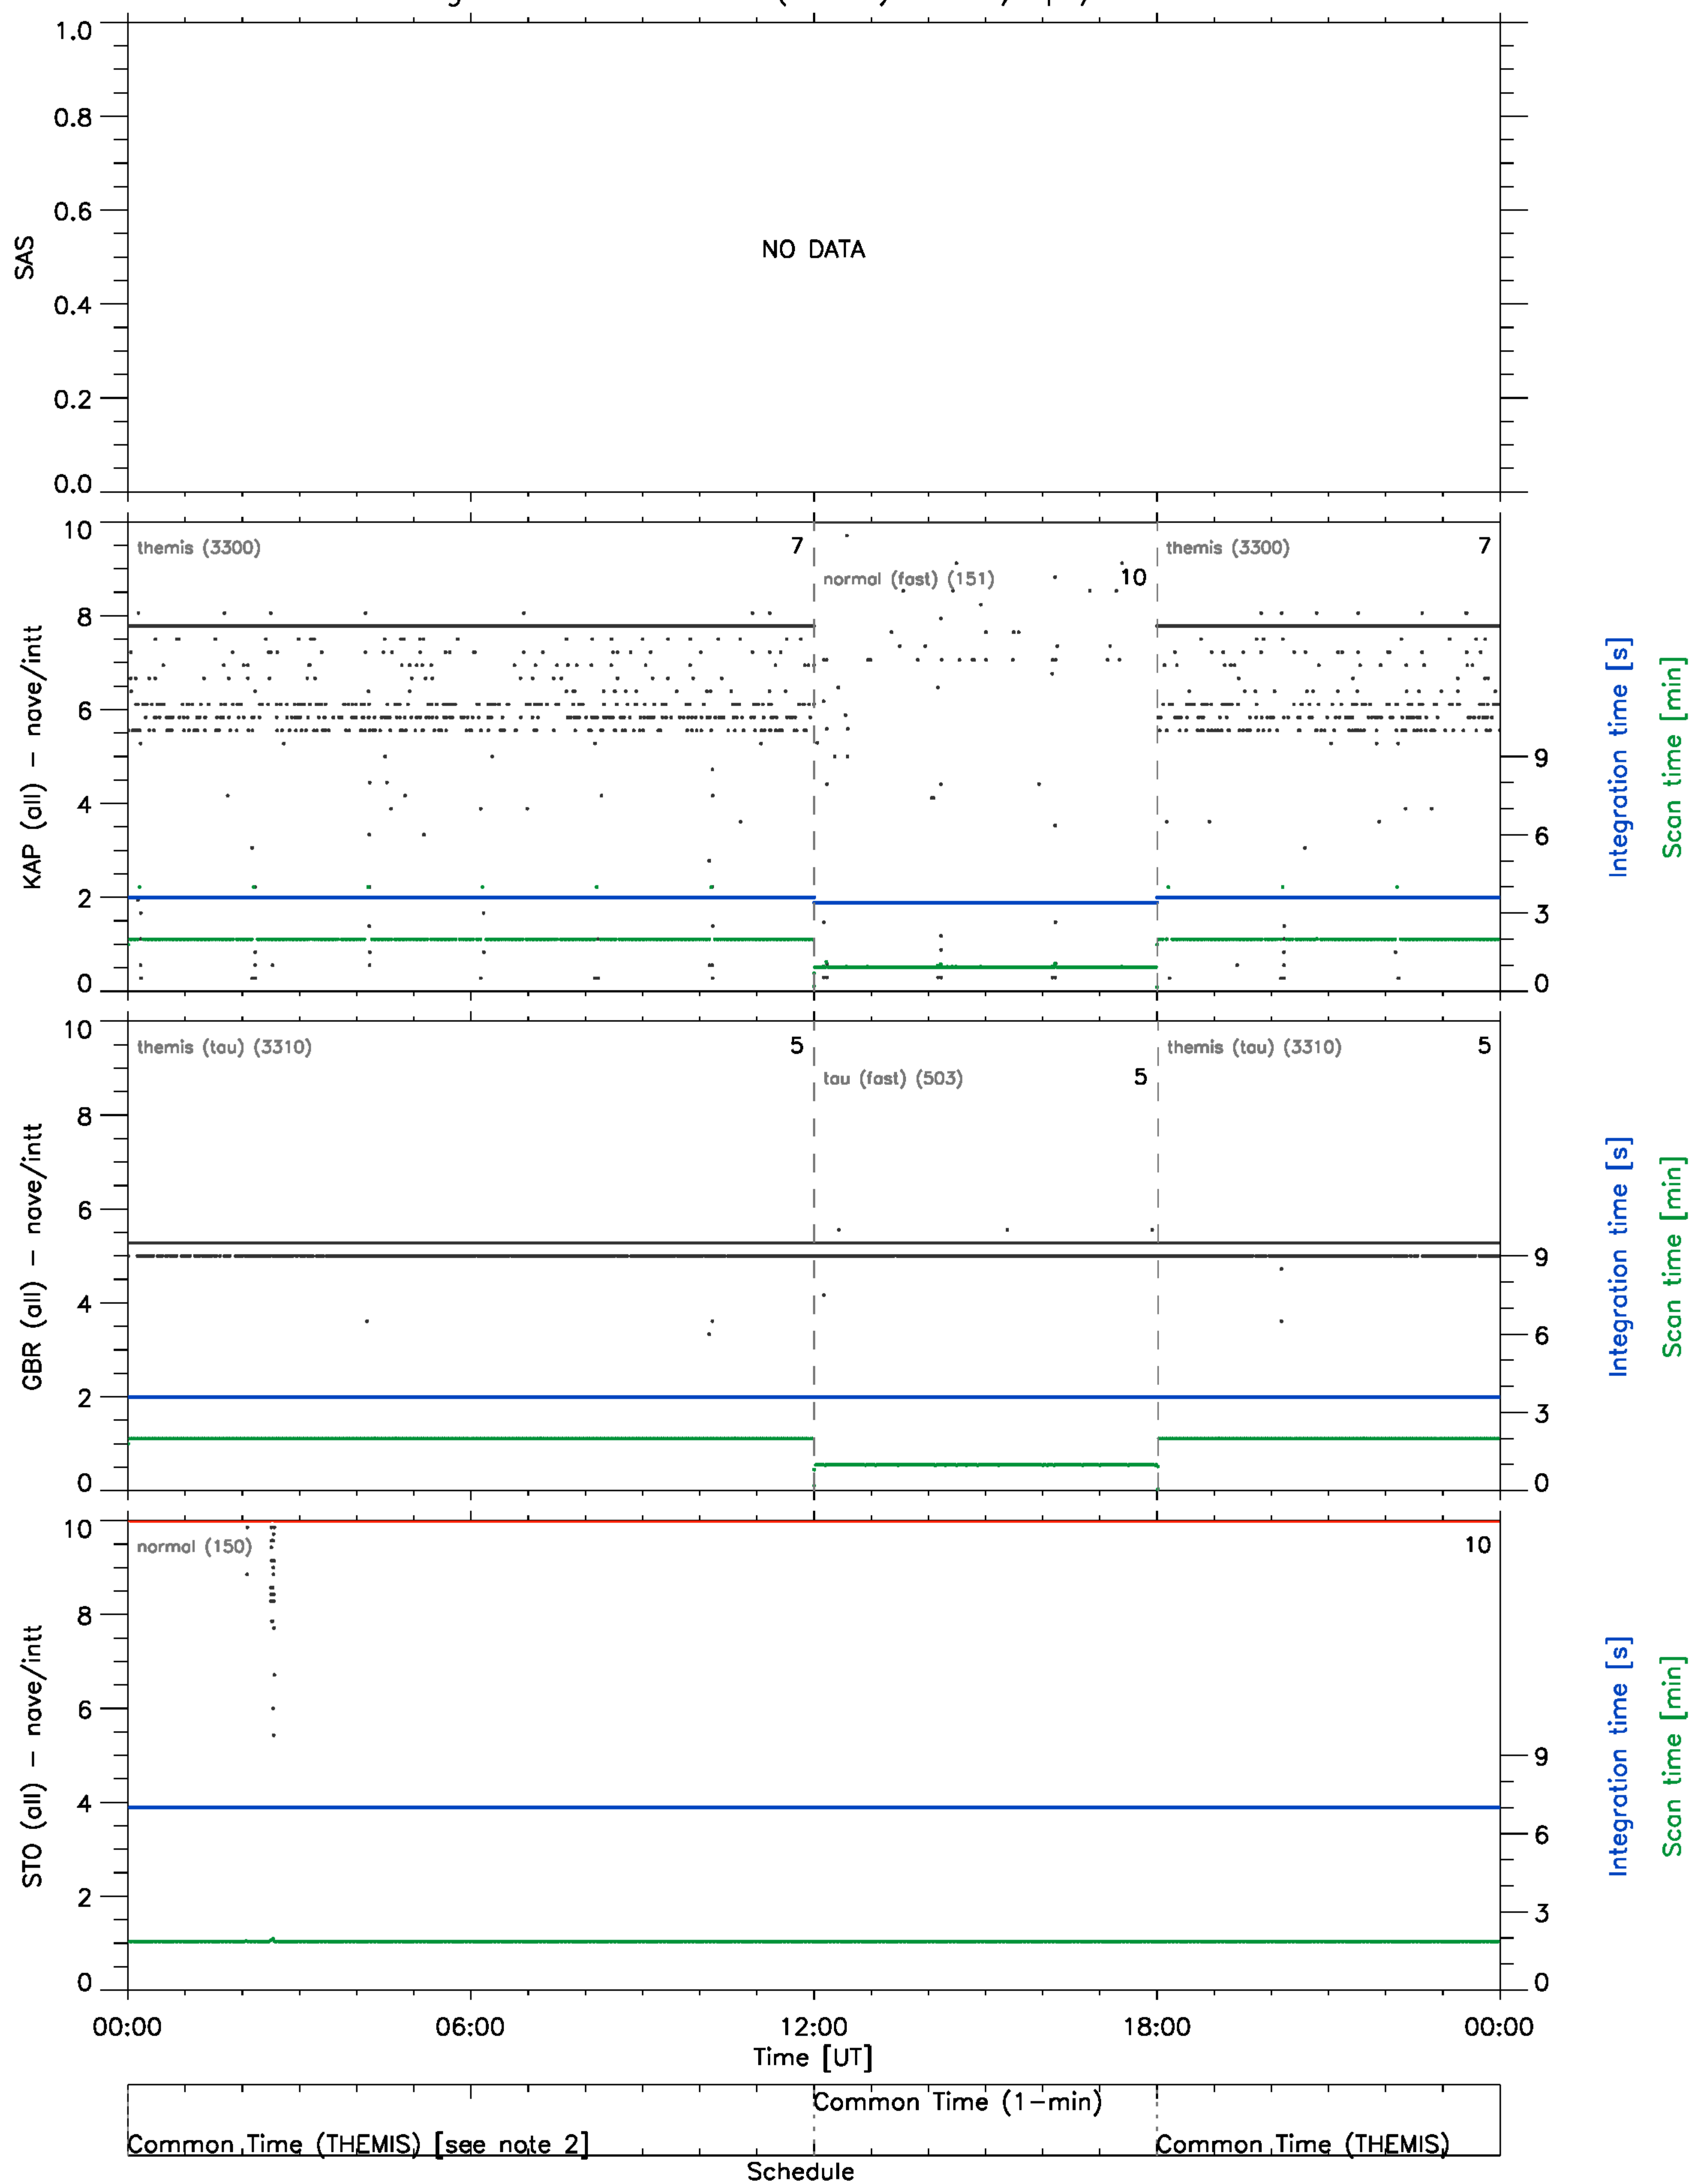 1.0
0.8
0.6
0.4
0.2
0.0
SAS
NO DATA
10
8
6
4
2
0
KAP (all) - nave/intt
themis (3300)
7
normal (fast) (151)
10
themis (3300)
7
9
6
3
0
Integration time [s]
Scan time [min]
10
8
6
4
2
0
GBR (all) - nave/intt
themis (tau) (3310)
5
tau (fast) (503)
5
themis (tau) (3310)
5
9
6
3
0
Integration time [s]
Scan time [min]
10
8
6
4
2
0
STO (all) - nave/intt
normal (150)
10
9
6
3
0
Integration time [s]
Scan time [min]
00:00
06:00
12:00
18:00
00:00
Time [UT]
Common Time (1-min)
Common Time (THEMIS) [see note 2]
Common Time (THEMIS)
Schedule